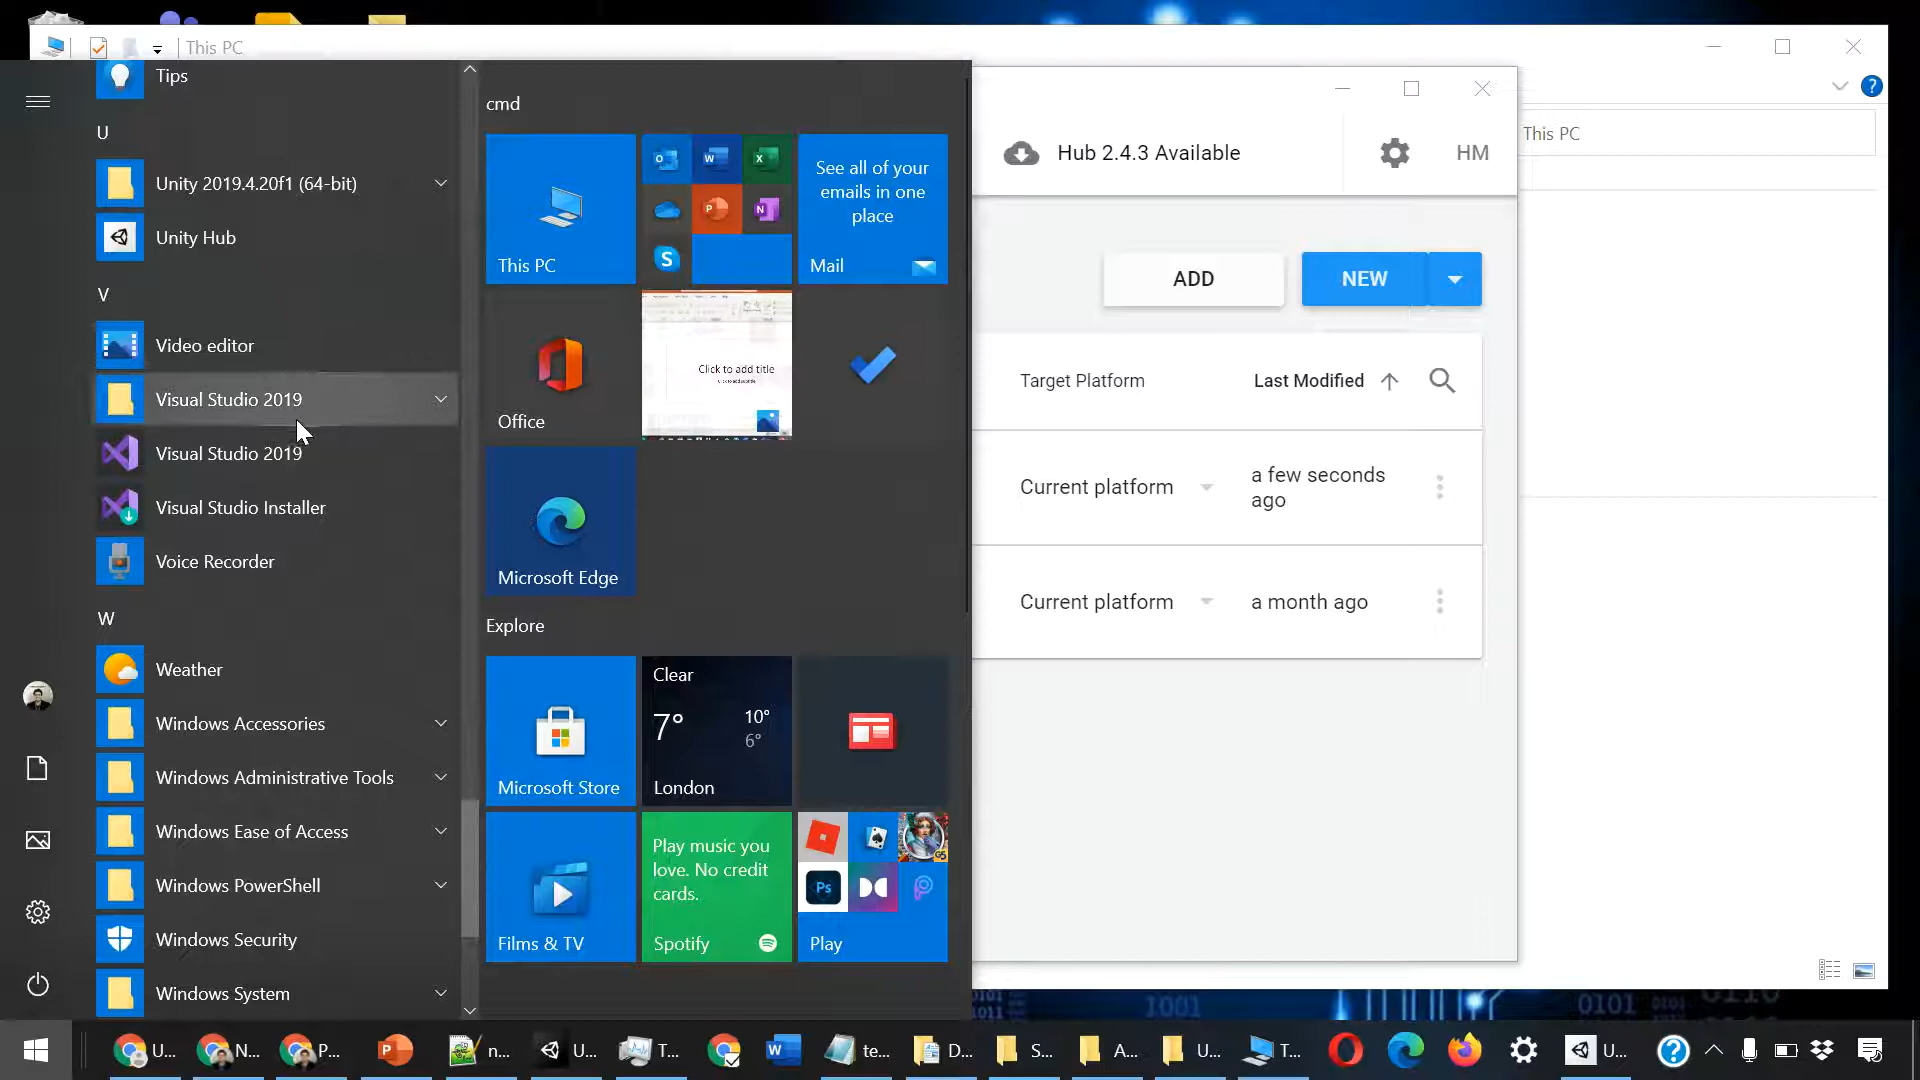 This PC
Tips
U
Unity 2019.4.20f1 (64-bit)
Unity Hub
V
Video editor
Visual Studio 2019
Visual Studio 2019
Visual Studio Installer
Voice Recorder
W
Weather
Windows Accessories
Windows Administrative Tools
Windows Ease of Access
Windows PowerShell
Windows Security
Windows System
cmd
This PC
See all of your
emails in one
place
Mail
Office
Click to add title
Microsoft Edge
Explore
Microsoft Store
Clear
7°
10°
6°
London
Films & TV
Play music you
love. No credit
cards.
Spotify
Ps
Play
Hub 2.4.3 Available
HM
This PC
ADD
NEW
Target Platform
Last Modified
Current platform
a few seconds
ago
Current platform
a month ago
U...
N...
P...
n...
U...
T...
te...
D...
S...
A...
U...
T...
U...